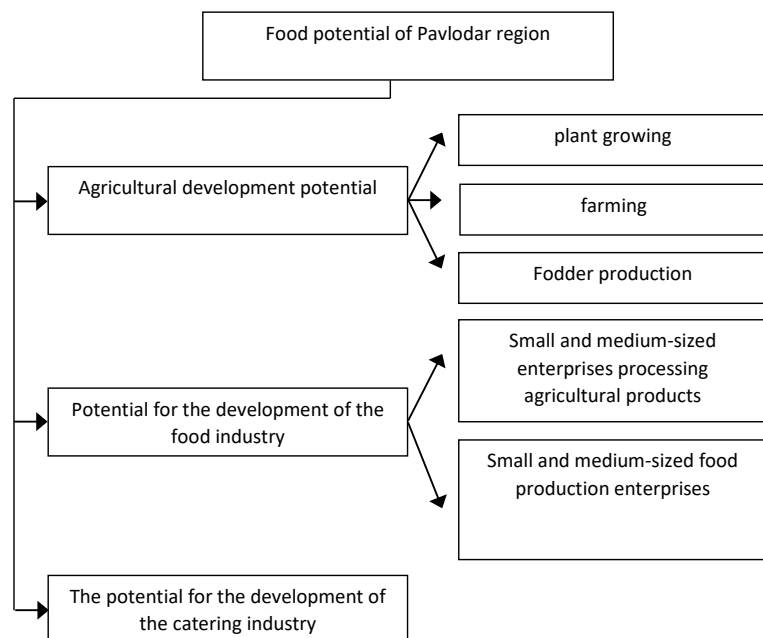 Food potential of Pavlodar region
plant growing
Agricultural development potential
farming
Fodder production
Small and medium-sized
enterprises processing
agricultural products
Potential for the development of the
food industry
Small and medium-sized food
production enterprises
The potential for the development of
the catering industry